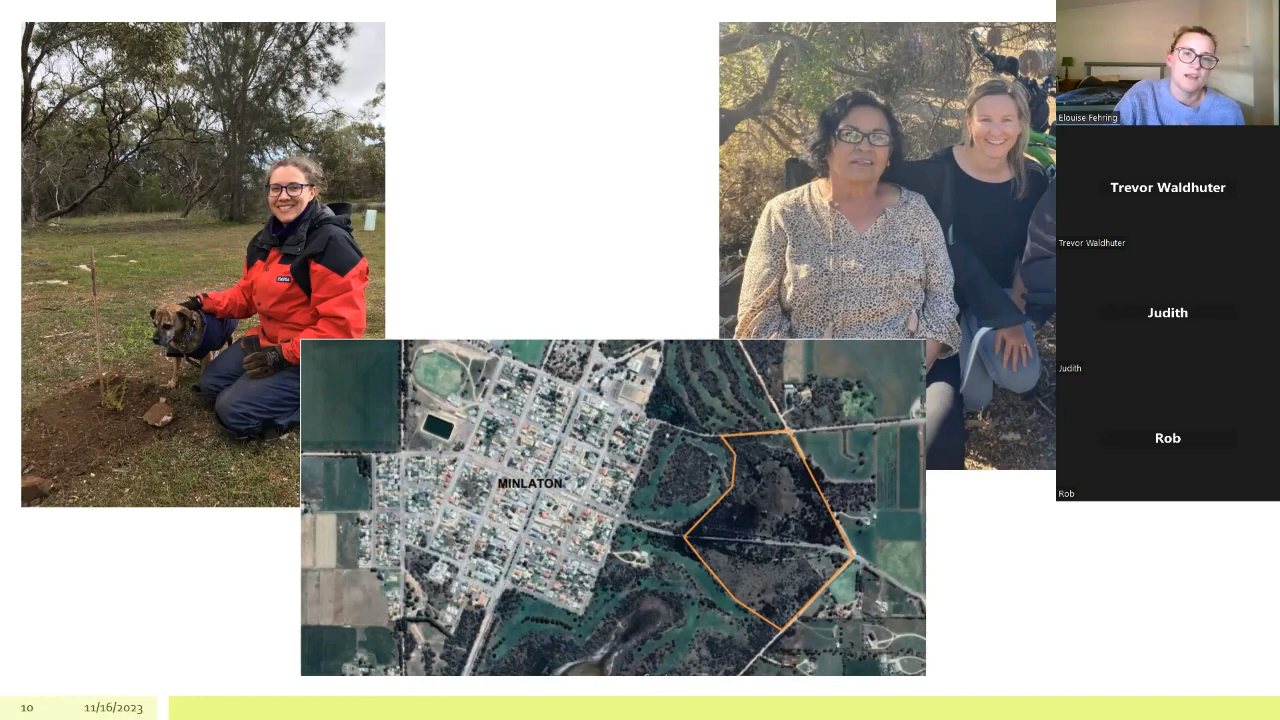 Elouise Fehring
Trevor Waldhuter
Trevor Waldhuter
Judith
Judith
Rob
Rob
MINLATON
10
11/16/2023